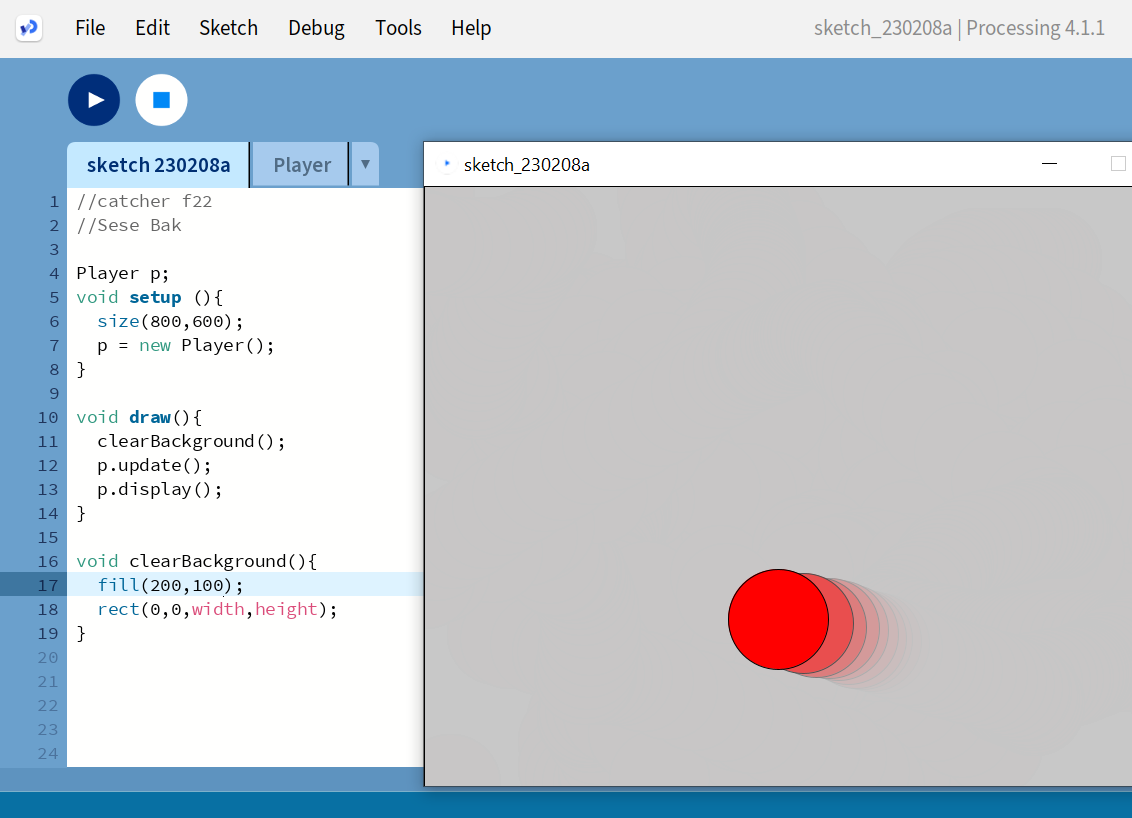 File Edit Sketch Debug Tools Help sketch_230208a | Processing 4.1.1
sketch 230208a Player ▼
sketch_230208a
1 //catcher f22
2 //Sese Bak
3
4 Player p;
5 void setup (){
6   size(800,600);
7   p = new Player();
8 }
9
10 void draw(){
11   clearBackground();
12   p.update();
13   p.display();
14 }
15
16 void clearBackground(){
17   fill(200,100);
18   rect(0,0,width,height);
19 }
20
21
22
23
24